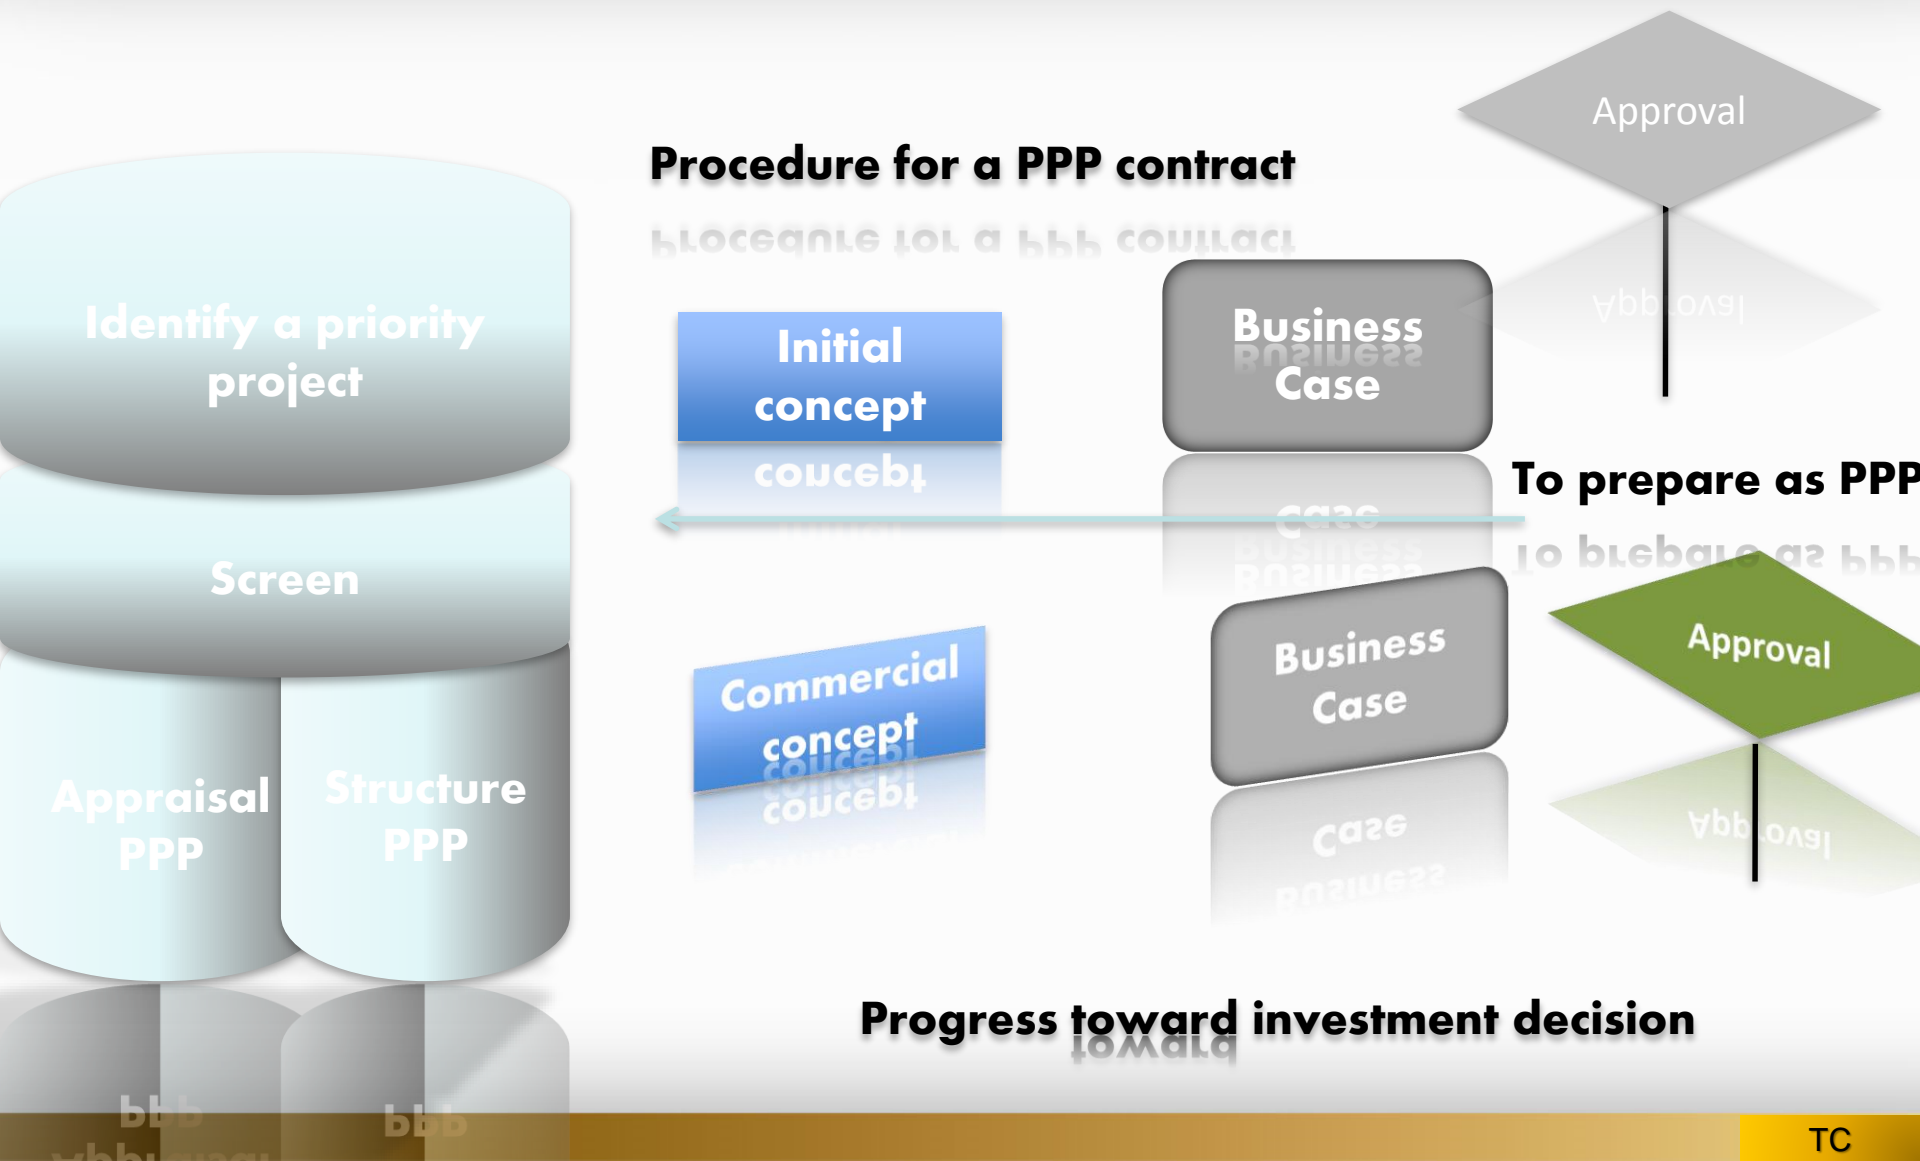 Approval
Procedure for a PPP contract
Identify a priority
project
Initial
concept
Business
Case
To prepare as PPP
Screen
Commercial
concept
Business
Case
Approval
Appraisal
PPP
Structure
PPP
Progress toward investment decision
TC